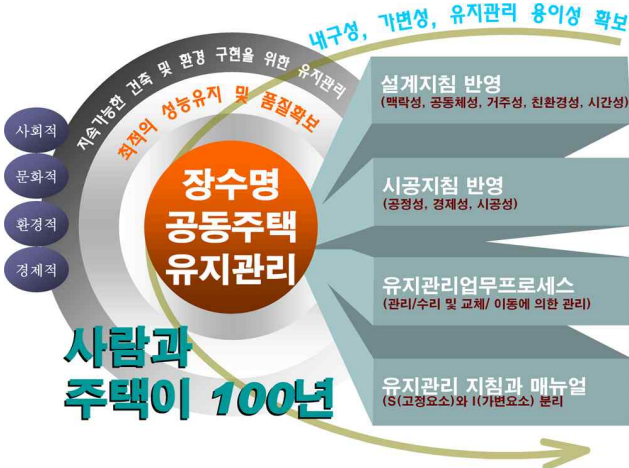 내구성, 가변성, 유지관리 용이성 확보
지속가능한 건축 및 환경 구현을 위한 유지관리
최적의 성능유지 및 품질확보
사회적
문화적
환경적
경제적
장수명
공동주택
유지관리
설계지침 반영
(맥락성, 공동체성, 거주성, 친환경성, 시간성)
시공지침 반영
(공정성, 경제성, 시공성)
유지관리업무프로세스
(관리/수리 및 교체/ 이동에 의한 관리)
유지관리 지침과 매뉴얼
(S(고정요소)와 I(가변요소) 분리
사람과
주택이 100년